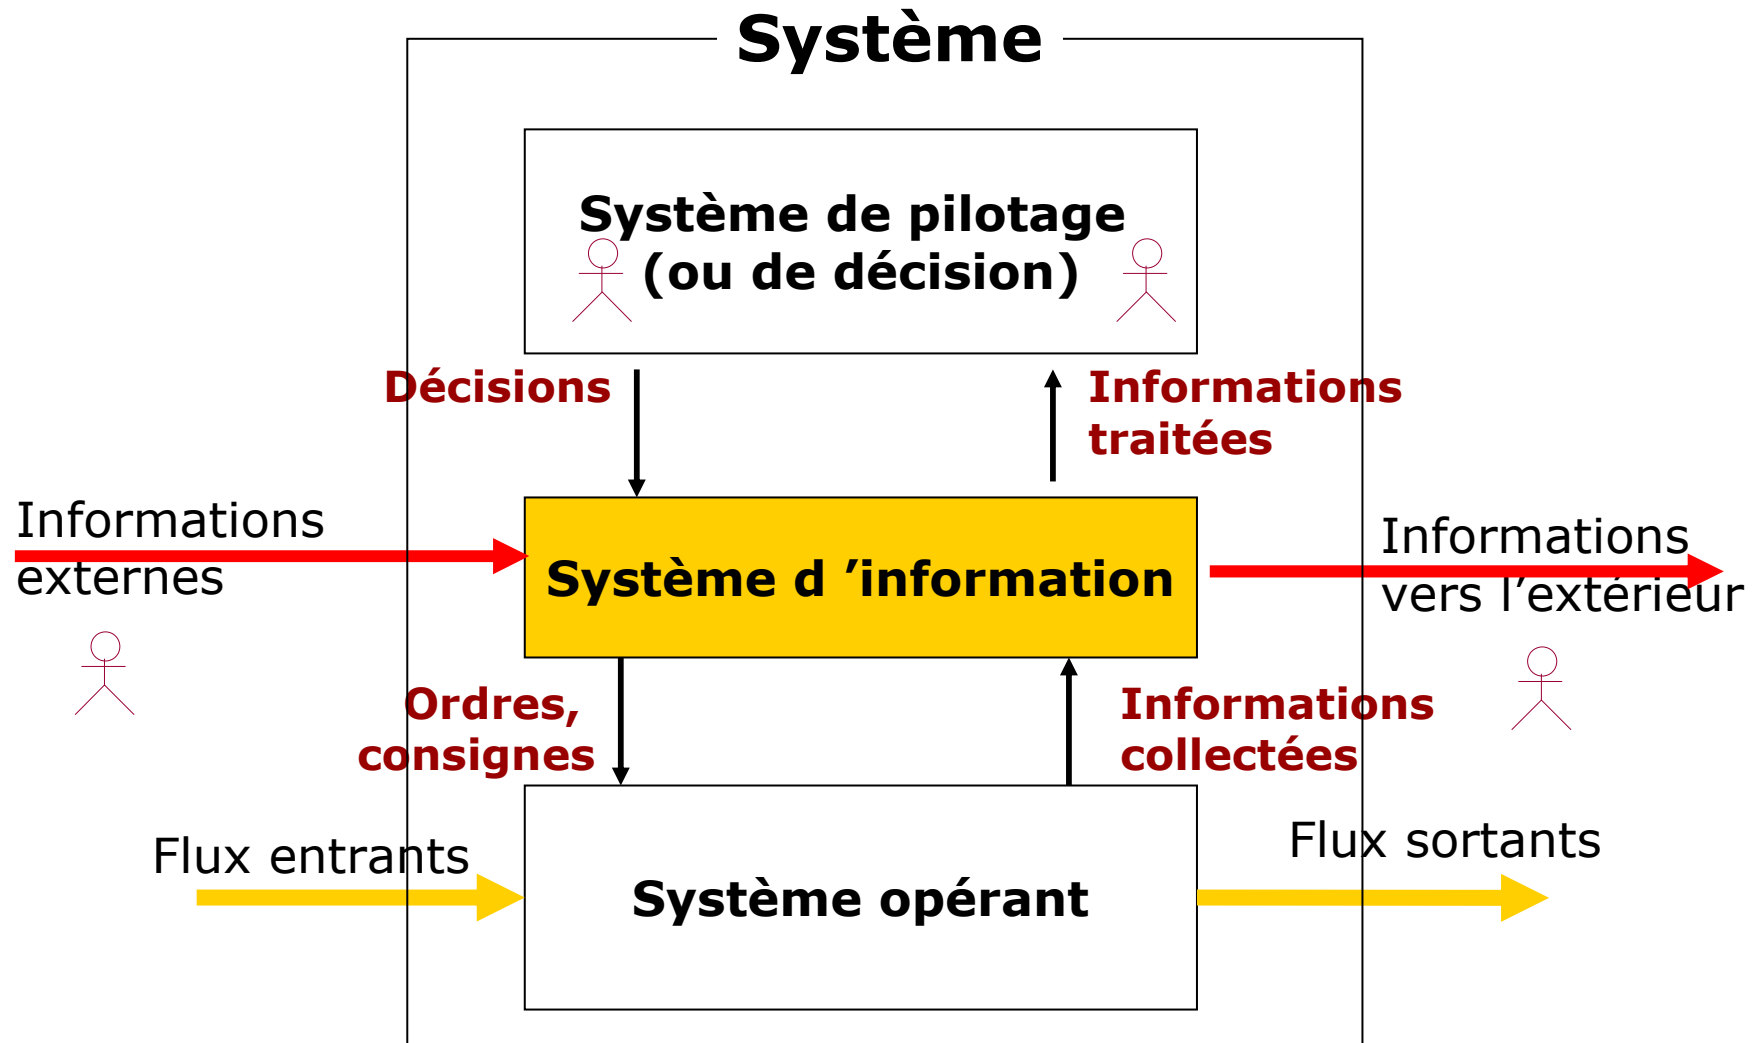 Système
Système de pilotage
(ou de décision)
Décisions
Informations
traitées
Informations
externes
Système d ’information
Informations
vers l’extérieur
Ordres,
consignes
Informations
collectées
Flux entrants
Système opérant
Flux sortants